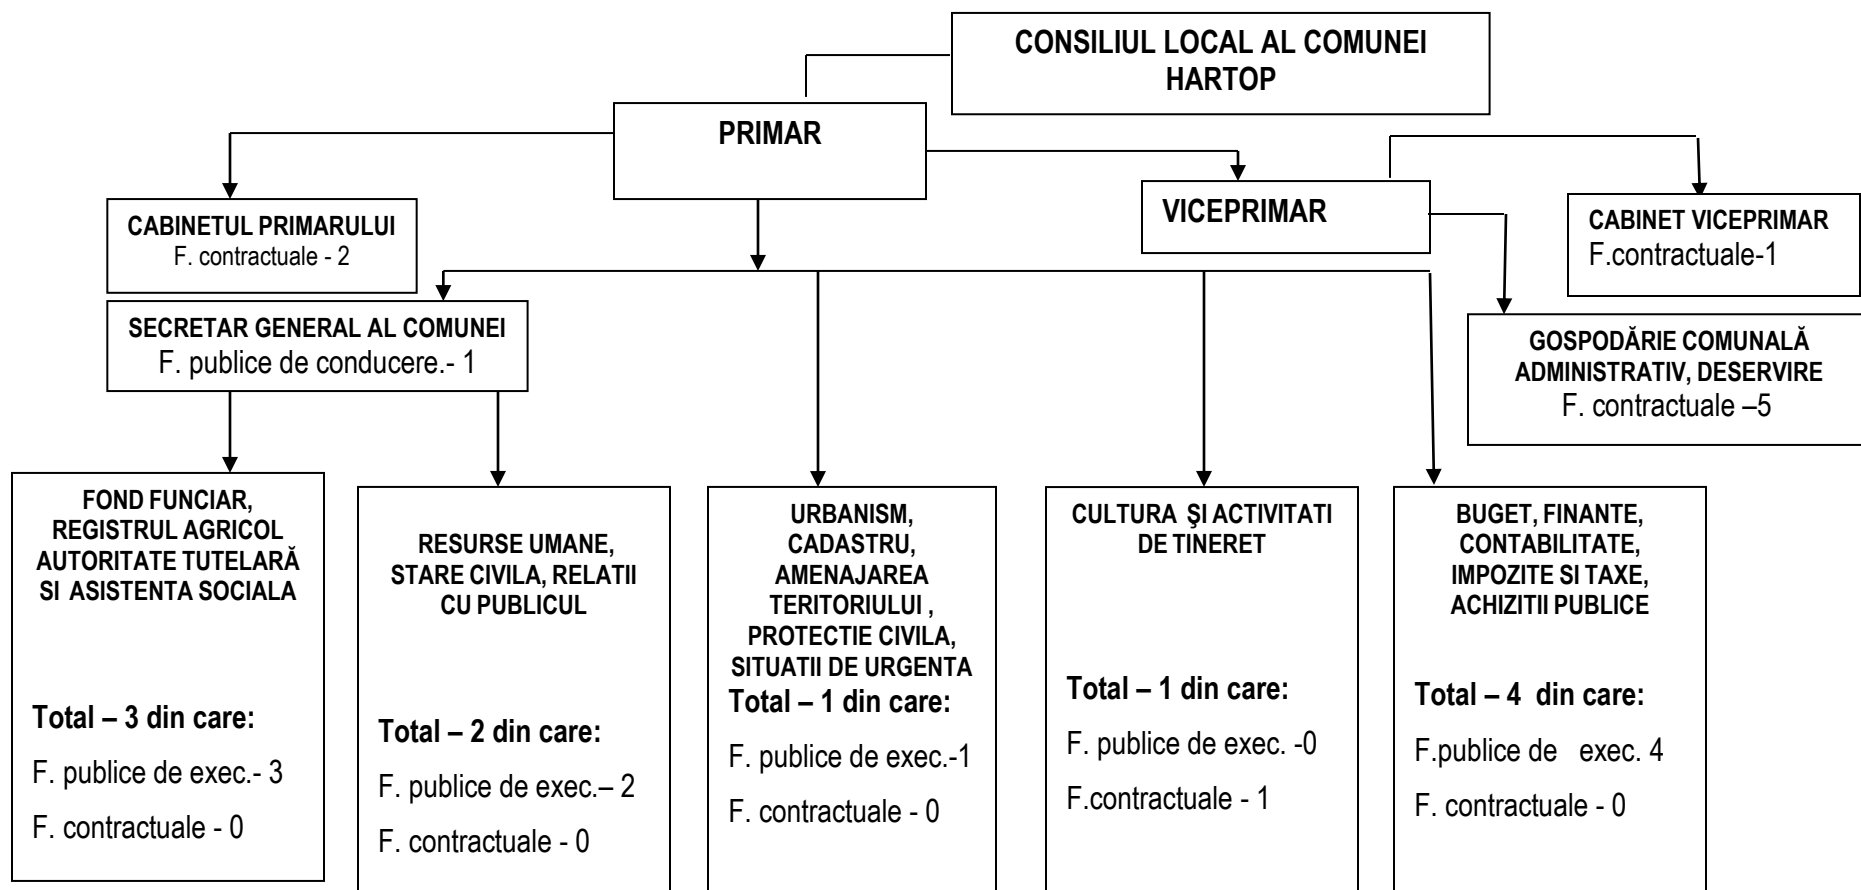 CONSILIUL LOCAL AL COMUNEI
HARTOP
PRIMAR
VICEPRIMAR
CABINETUL PRIMARULUI
F. contractuale - 2
CABINET VICEPRIMAR
F.contractuale-1
SECRETAR GENERAL AL COMUNEI
F. publice de conducere.- 1
GOSPODĂRIE COMUNALĂ
ADMINISTRATIV, DESERVIRE
F. contractuale –5
FOND FUNCIAR,
REGISTRUL AGRICOL
AUTORITATE TUTELARĂ
SI ASISTENTA SOCIALA
Total – 3 din care:
F. publice de exec.- 3
F. contractuale - 0
RESURSE UMANE,
STARE CIVILA, RELATII
CU PUBLICUL
Total – 2 din care:
F. publice de exec.– 2
F. contractuale - 0
URBANISM,
CADASTRU,
AMENAJAREA
TERITORIULUI ,
PROTECTIE CIVILA,
SITUATII DE URGENTA
Total – 1 din care:
F. publice de exec.-1
F. contractuale - 0
CULTURA ŞI ACTIVITATI
DE TINERET
Total – 1 din care:
F. publice de exec. -0
F.contractuale - 1
BUGET, FINANTE,
CONTABILITATE,
IMPOZITE SI TAXE,
ACHIZITII PUBLICE
Total – 4 din care:
F.publice de exec. 4
F. contractuale - 0